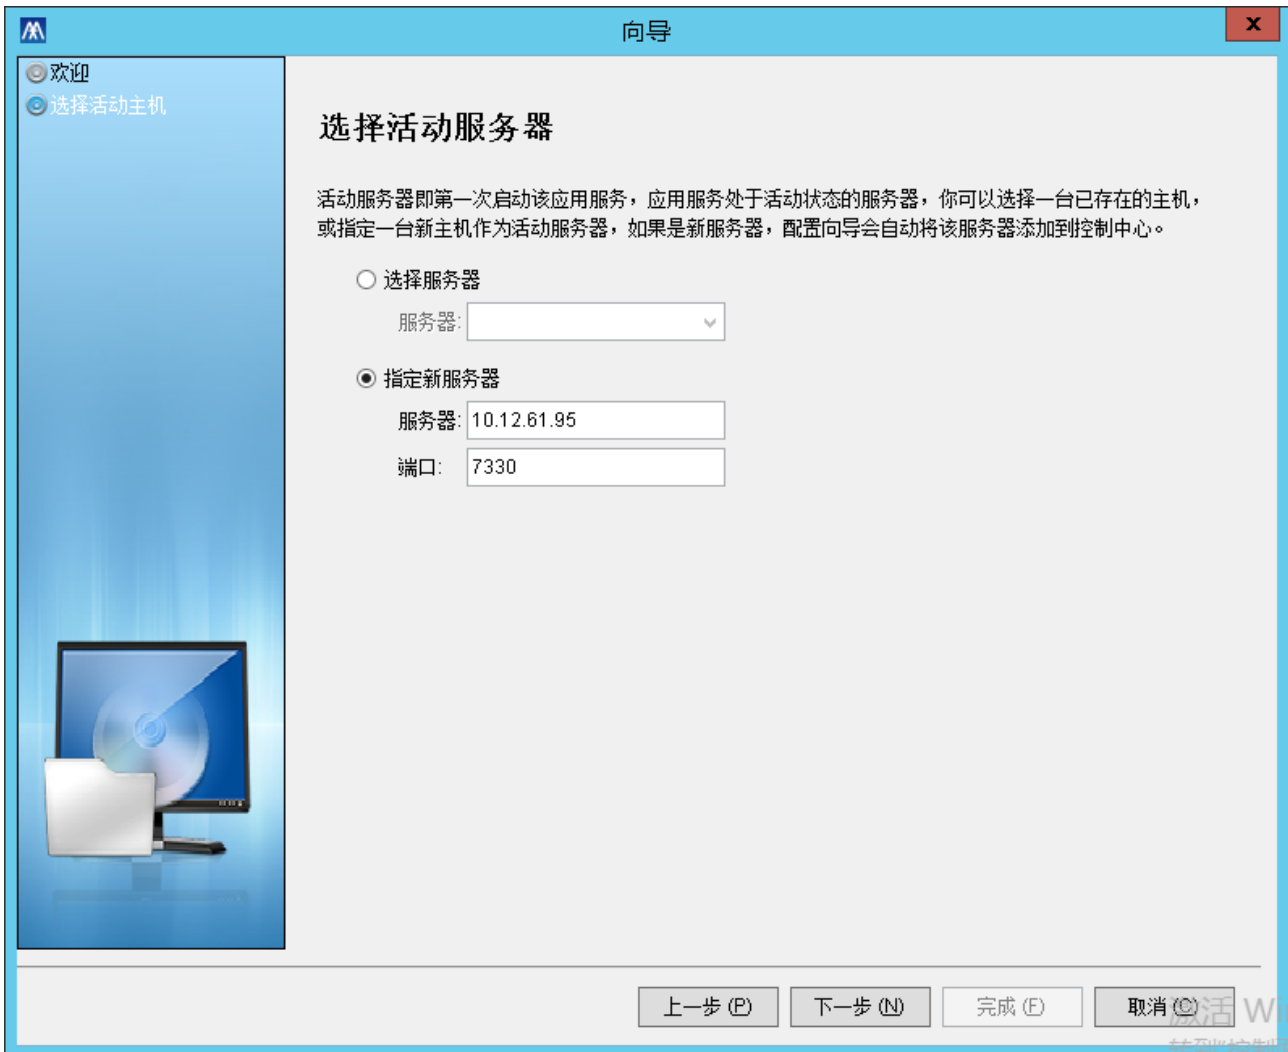 向导
x
欢迎
选择活动主机
选择活动服务器
活动服务器即第一次启动该应用服务，应用服务处于活动状态的服务器，你可以选择一台已存在的主机，
或指定一台新主机作为活动服务器，如果是新服务器，配置向导会自动将该服务器添加到控制中心。
选择服务器
服务器:
指定新服务器
服务器: 10.12.61.95
端口: 7330
上一步 (P) 下一步 (N) 完成 (F) 取消 (C)
激活 Wi